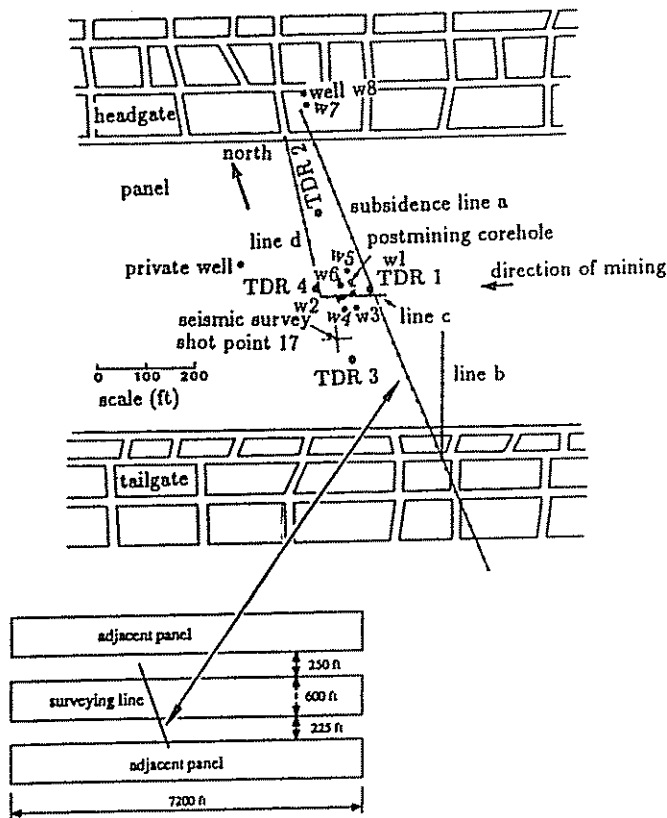 well w8
w7
headgate
north
TDR 2
panel
subsidence line a
line d
postmining corehole
w5
w1
private well
w6
TDR 1
direction of mining
TDR 4
w2
w4
w3
line c
seismic survey
shot point 17
TDR 3
line b
0 100 200
scale (ft)
tailgate
adjacent panel
250 ft
surveying line
600 ft
225 ft
adjacent panel
7200 ft